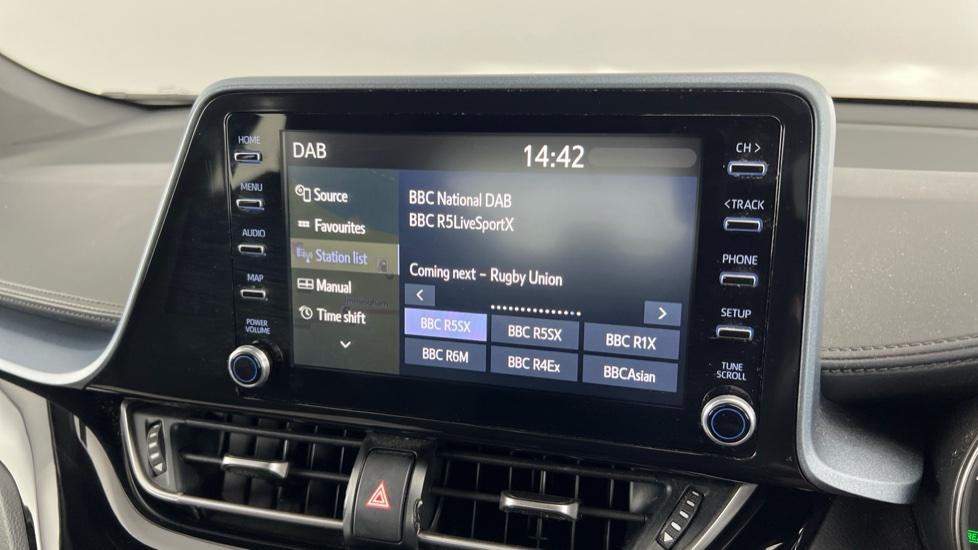 HOME
MENU
AUDIO
MAP
POWER
VOLUME
DAB
14:42
Source
Favourites
Station list
Manual
Time shift
BBC National DAB
BBC R5LiveSportX
Coming next – Rugby Union
BBC R5SX
BBC R5SX
BBC R1X
BBC R6M
BBC R4Ex
BBCAsian
CH >
< TRACK
PHONE
SETUP
TUNE
SCROLL